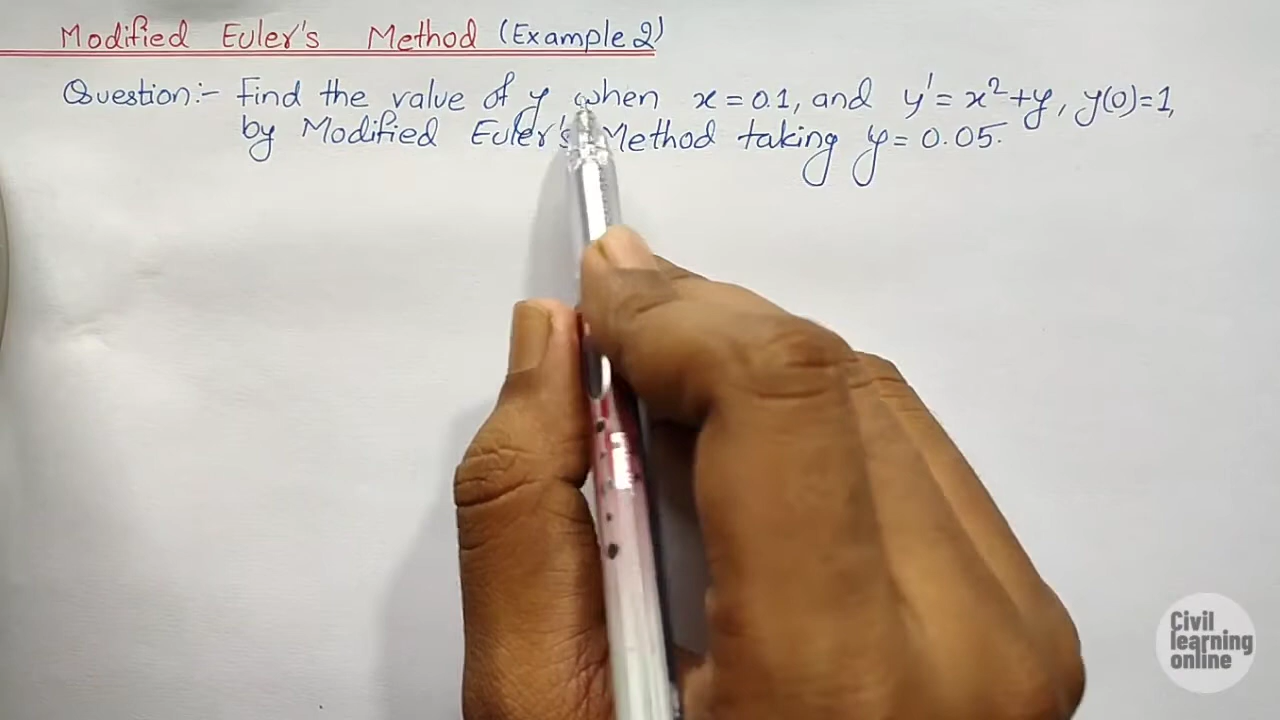 Modified Euler's Method (Example 2)
Question:- Find the value of y when x = 0.1, and y' = x² + y, y(0)=1,
by Modified Euler's Method taking y = 0.05.
Civil
learning
online